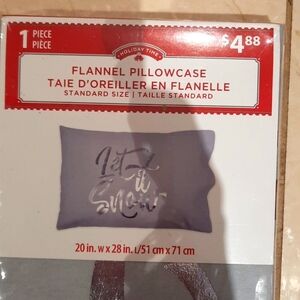 1 PIECE
PIÈCE
HOLIDAY TIME
$4.88
FLANNEL PILLOWCASE
TAIE D'OREILLER EN FLANELLE
STANDARD SIZE | TAILLE STANDARD
Let
it
Snow
20 in. W x 28 in. L/51 cm x 71 cm